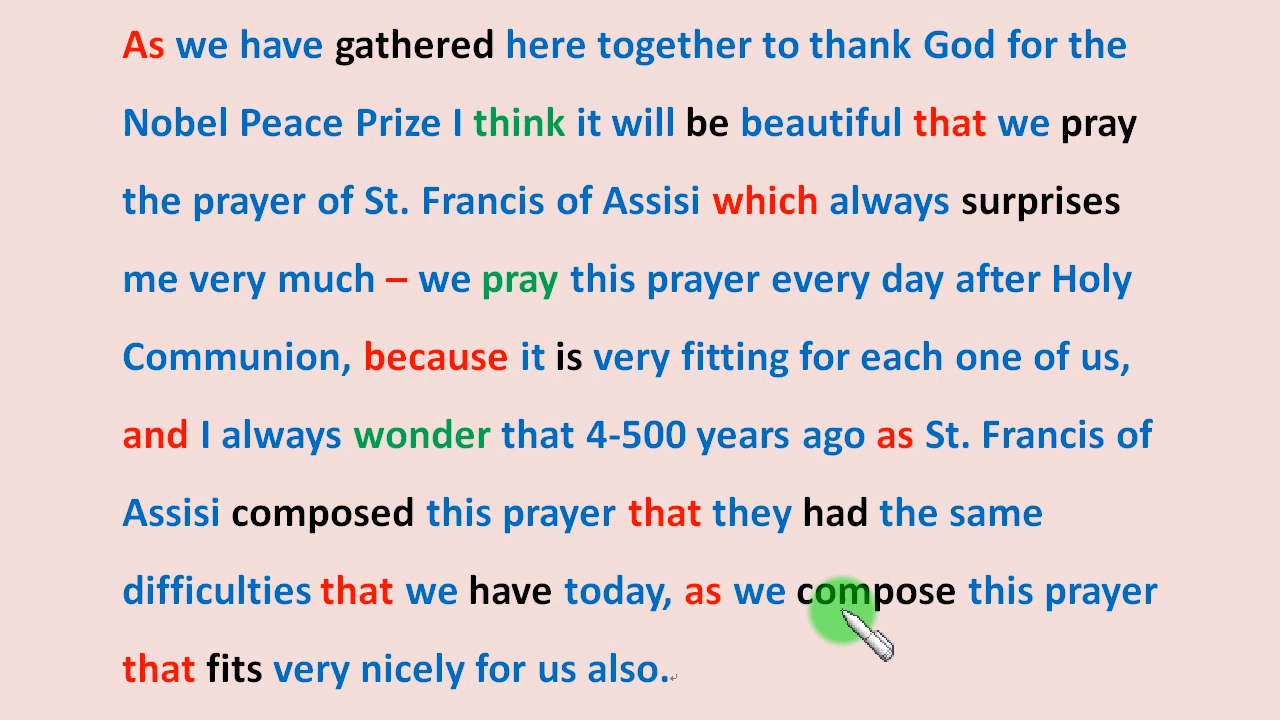 As we have gathered here together to thank God for the
Nobel Peace Prize I think it will be beautiful that we pray
the prayer of St. Francis of Assisi which always surprises
me very much – we pray this prayer every day after Holy
Communion, because it is very fitting for each one of us,
and I always wonder that 4-500 years ago as St. Francis of
Assisi composed this prayer that they had the same
difficulties that we have today, as we compose this prayer
that fits very nicely for us also.